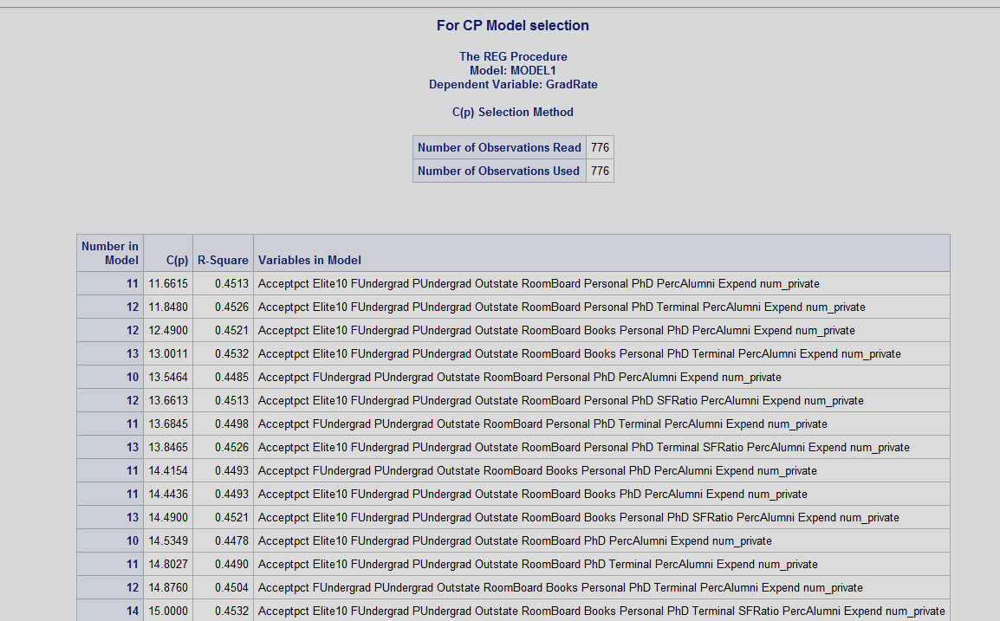 For CP Model selection
The REG Procedure
Model: MODEL1
Dependent Variable: GradRate
C(p) Selection Method
Number of Observations Read 776
Number of Observations Used 776
Number in Model C(p) R-Square Variables in Model
11 11.6615 0.4513 Acceptpct Elite10 FUndergrad PUndergrad Outstate RoomBoard Personal PhD PercAlumni Expend num_private
12 11.8480 0.4526 Acceptpct Elite10 FUndergrad PUndergrad Outstate RoomBoard Personal PhD Terminal PercAlumni Expend num_private
12 12.4900 0.4521 Acceptpct Elite10 FUndergrad PUndergrad Outstate RoomBoard Books Personal PhD PercAlumni Expend num_private
13 13.0011 0.4532 Acceptpct Elite10 FUndergrad PUndergrad Outstate RoomBoard Books Personal PhD Terminal PercAlumni Expend num_private
10 13.5464 0.4485 Acceptpct FUndergrad PUndergrad Outstate RoomBoard Personal PhD PercAlumni Expend num_private
12 13.6613 0.4513 Acceptpct Elite10 FUndergrad PUndergrad Outstate RoomBoard Personal PhD SFRatio PercAlumni Expend num_private
11 13.6845 0.4498 Acceptpct FUndergrad PUndergrad Outstate RoomBoard Personal PhD Terminal PercAlumni Expend num_private
13 13.8465 0.4526 Acceptpct Elite10 FUndergrad PUndergrad Outstate RoomBoard Personal PhD Terminal SFRatio PercAlumni Expend num_private
11 14.4154 0.4493 Acceptpct FUndergrad PUndergrad Outstate RoomBoard Books Personal PhD PercAlumni Expend num_private
11 14.4436 0.4493 Acceptpct Elite10 FUndergrad PUndergrad Outstate RoomBoard Books PhD PercAlumni Expend num_private
13 14.4900 0.4521 Acceptpct Elite10 FUndergrad PUndergrad Outstate RoomBoard Books Personal PhD SFRatio PercAlumni Expend num_private
10 14.5349 0.4478 Acceptpct Elite10 FUndergrad PUndergrad Outstate RoomBoard PhD PercAlumni Expend num_private
11 14.8027 0.4490 Acceptpct Elite10 FUndergrad PUndergrad Outstate RoomBoard PhD Terminal PercAlumni Expend num_private
12 14.8760 0.4504 Acceptpct FUndergrad PUndergrad Outstate RoomBoard Books Personal PhD Terminal PercAlumni Expend num_private
14 15.0000 0.4532 Acceptpct Elite10 FUndergrad PUndergrad Outstate RoomBoard Books Personal PhD Terminal SFRatio PercAlumni Expend num_private